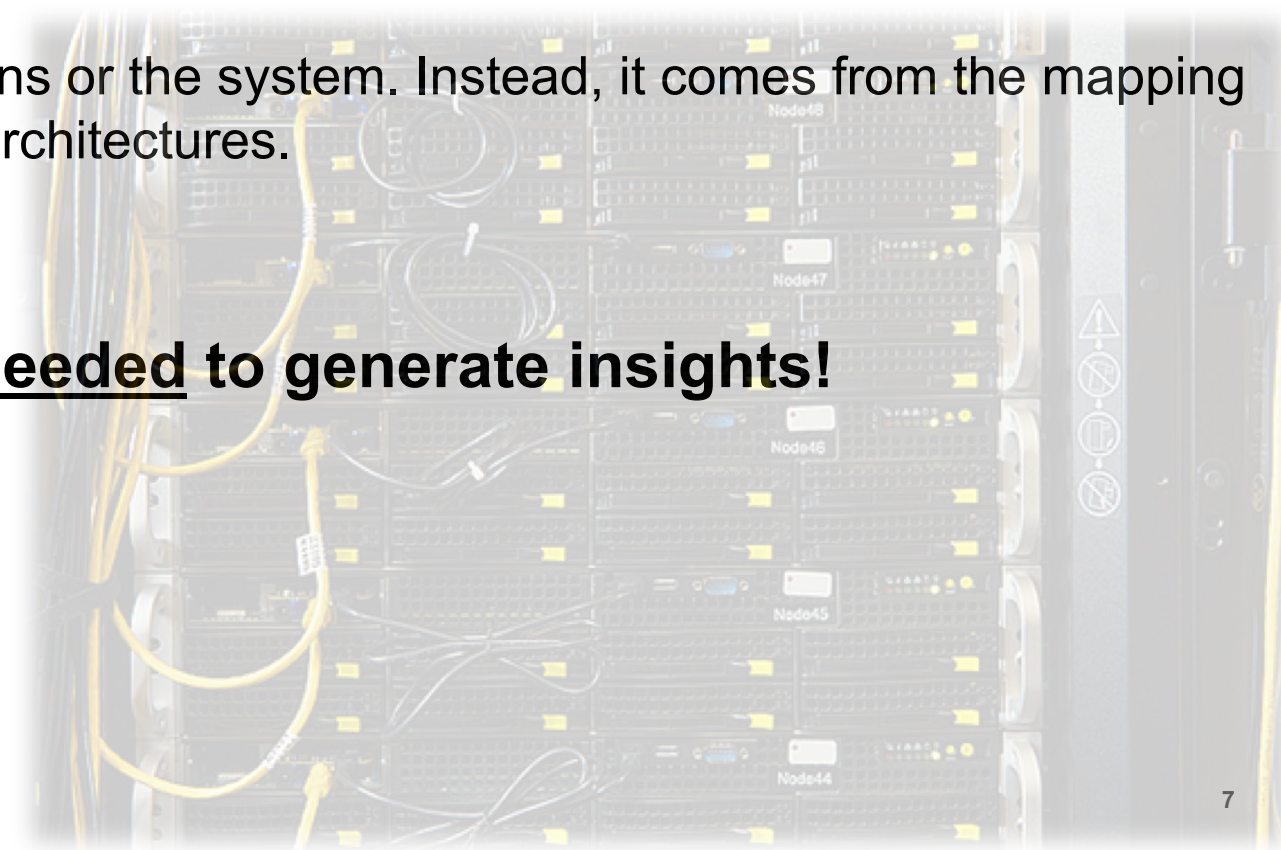 ns or the system. Instead, it comes from the mapping
rchitectures.
Node48
Node47
eeded to generate insights!
Node46
Node45
Node44
7